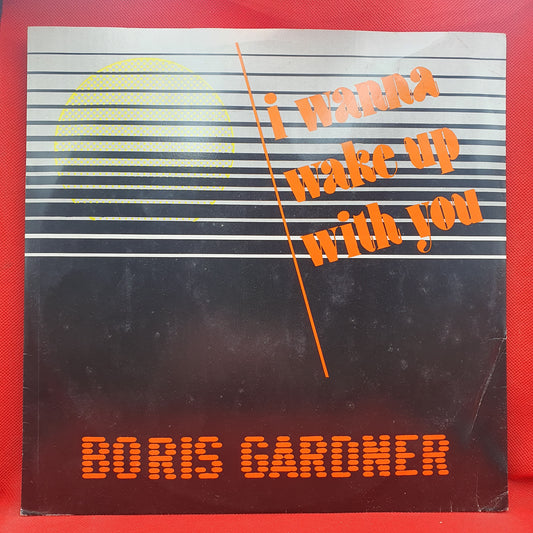 i wanna
wake up
with you
BORIS GARDNER